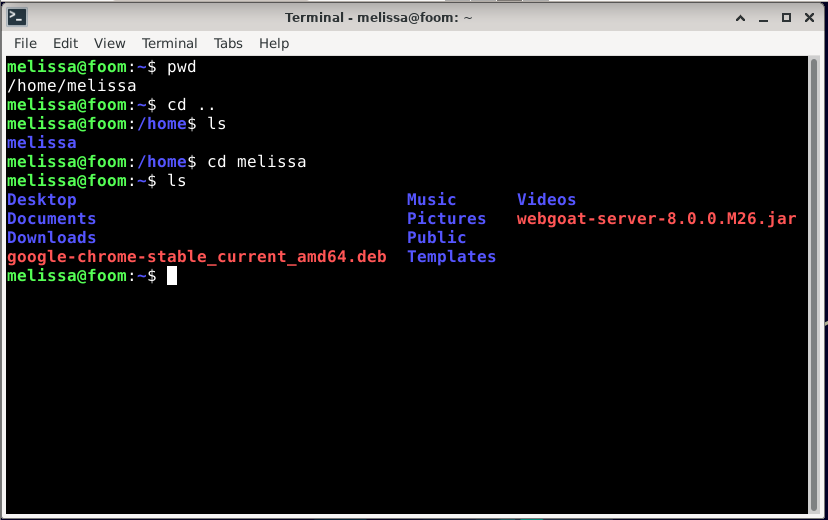 Terminal - melissa@foom: ~
File Edit View Terminal Tabs Help
melissa@foom:~$ pwd
/home/melissa
melissa@foom:~$ cd ..
melissa@foom:/home$ ls
melissa
melissa@foom:/home$ cd melissa
melissa@foom:~$ ls
Desktop Music Videos
Documents Pictures webgoat-server-8.0.0.M26.jar
Downloads Public
google-chrome-stable_current_amd64.deb Templates
melissa@foom:~$